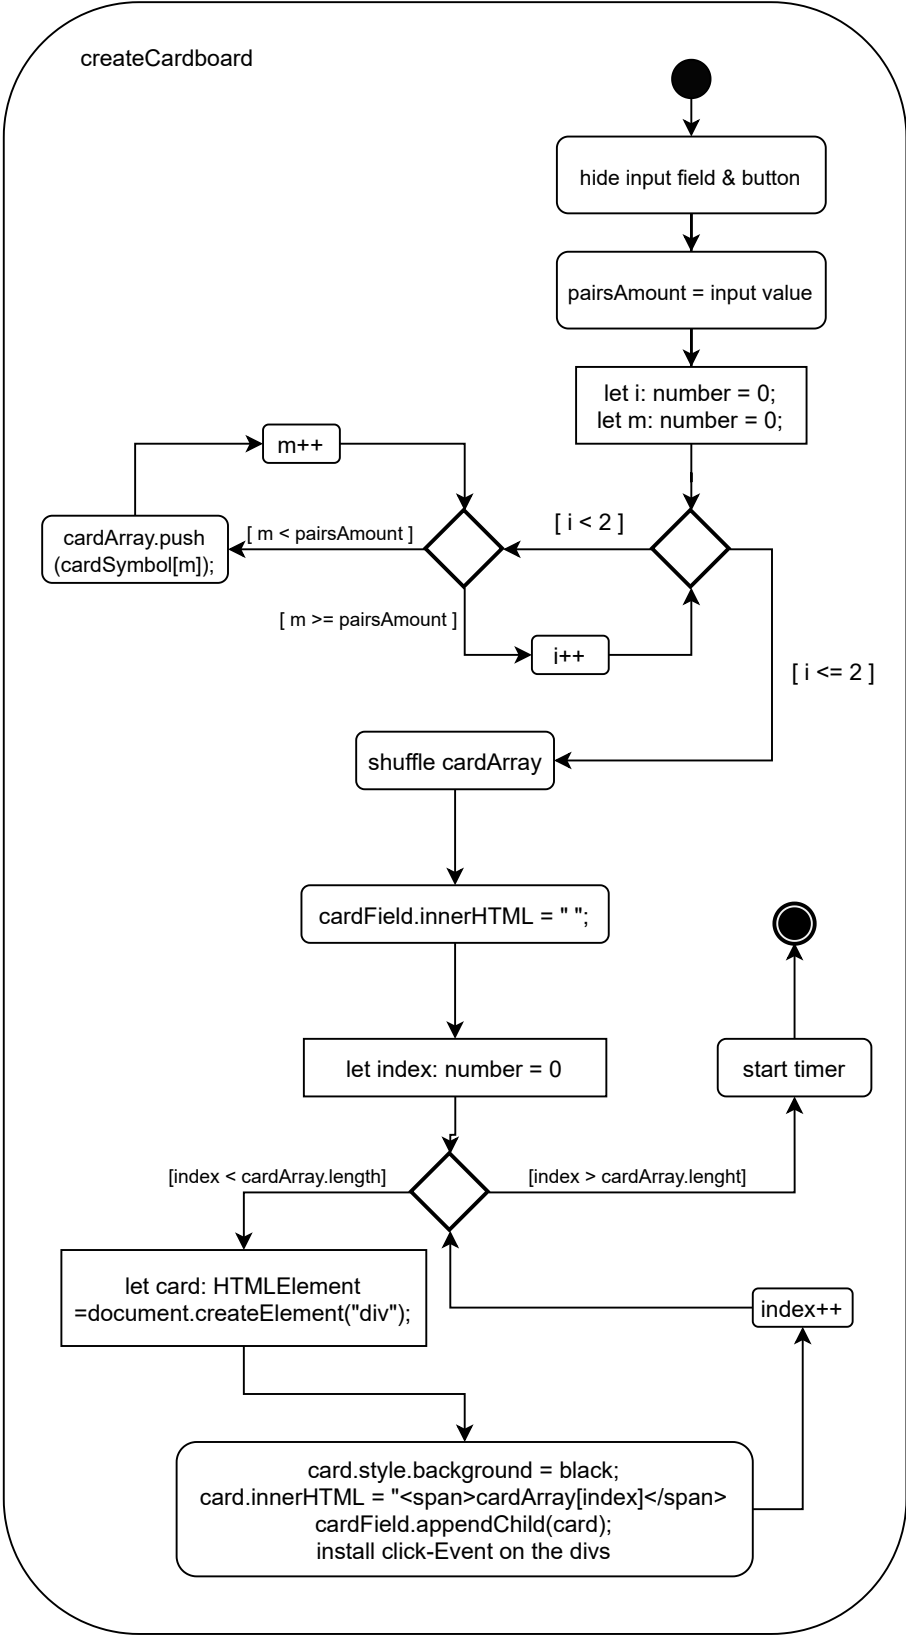 createCardboard
hide input field & button
pairsAmount = input value
let i: number = 0;
let m: number = 0;
m++
cardArray.push
(cardSymbol[m]);
[ m < pairsAmount ]
[ i < 2 ]
[ m >= pairsAmount ]
i++
[ i <= 2 ]
shuffle cardArray
cardField.innerHTML = " ";
let index: number = 0
start timer
[index < cardArray.length]
[index > cardArray.lenght]
let card: HTMLElement
=document.createElement("div");
index++
card.style.background = black;
card.innerHTML = "<span>cardArray[index]</span>
cardField.appendChild(card);
install click-Event on the divs